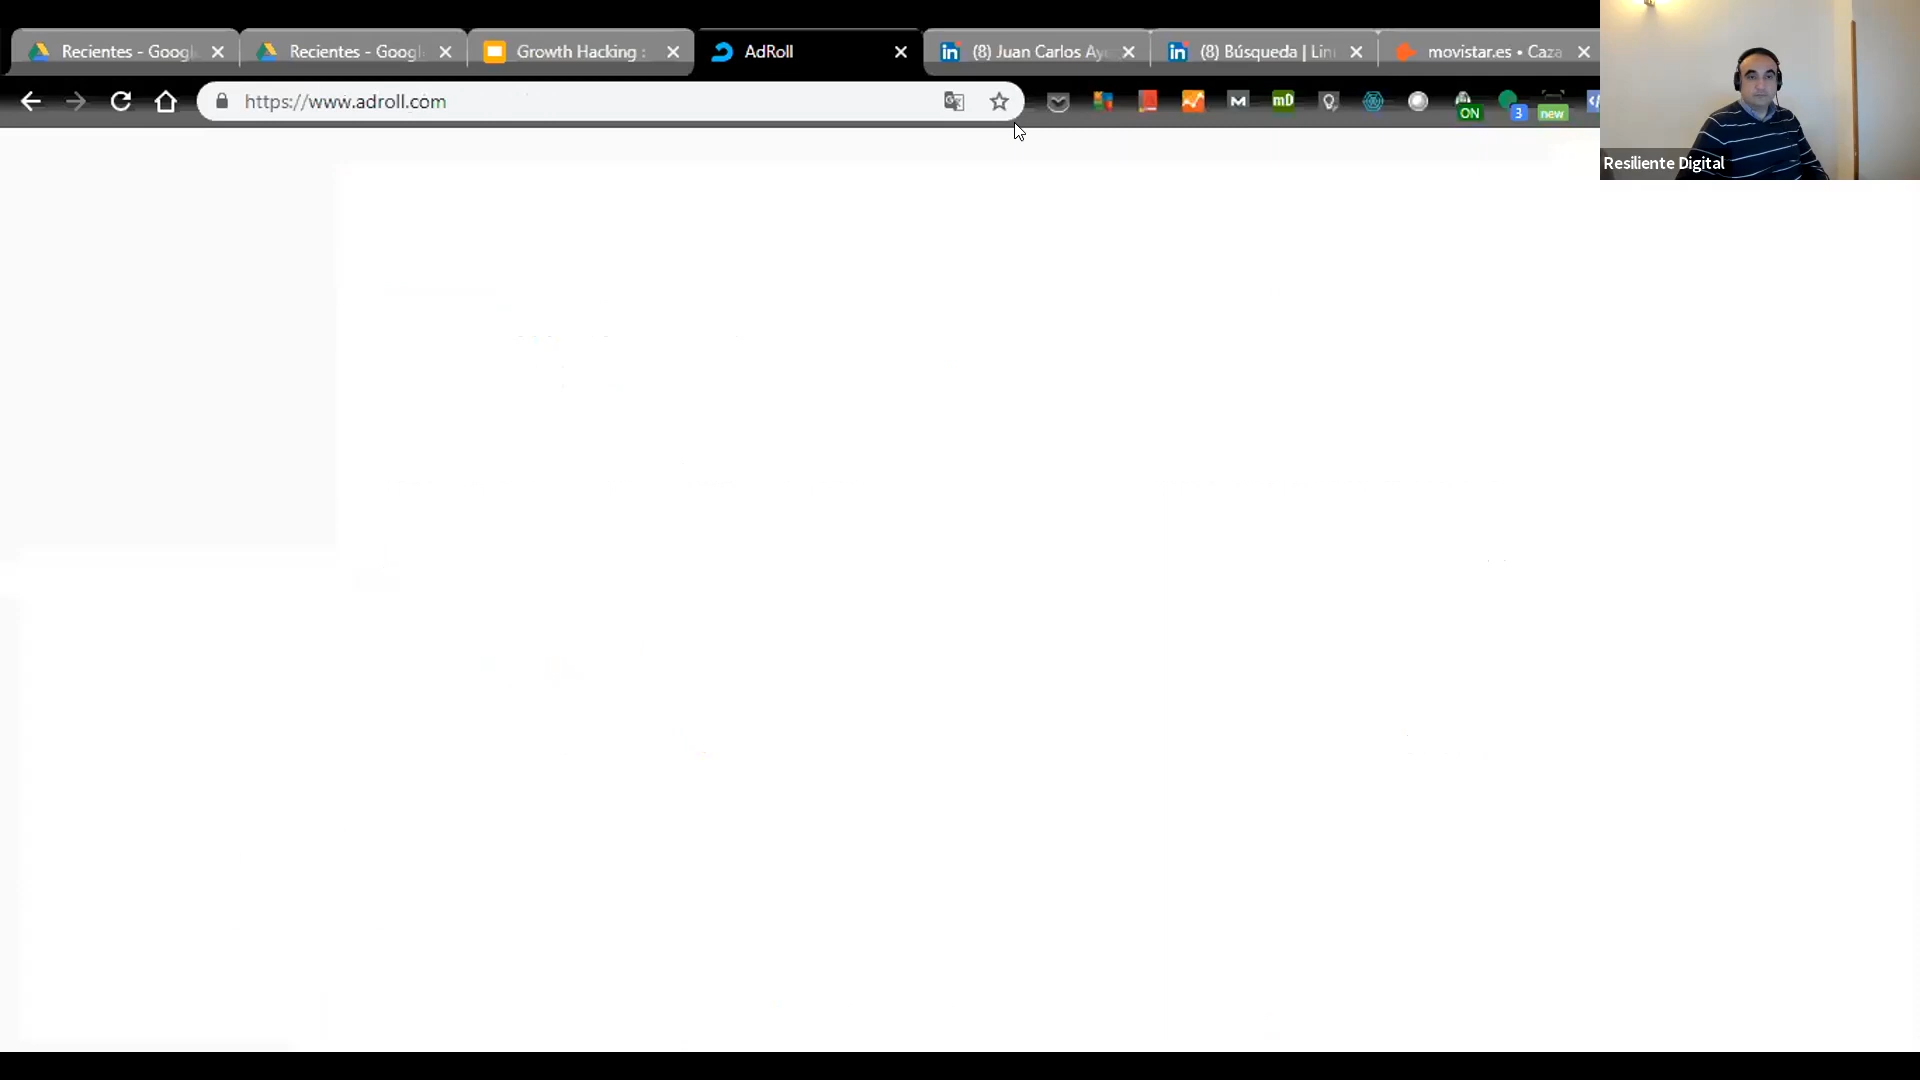 Recientes - Googl
Recientes - Googl
Growth Hacking :
AdRoll
(8) Juan Carlos Ay
(8) Búsqueda | Lin
movistar.es • Caza
https://www.adroll.com
M
mD
ON
3
new
Resiliente Digital